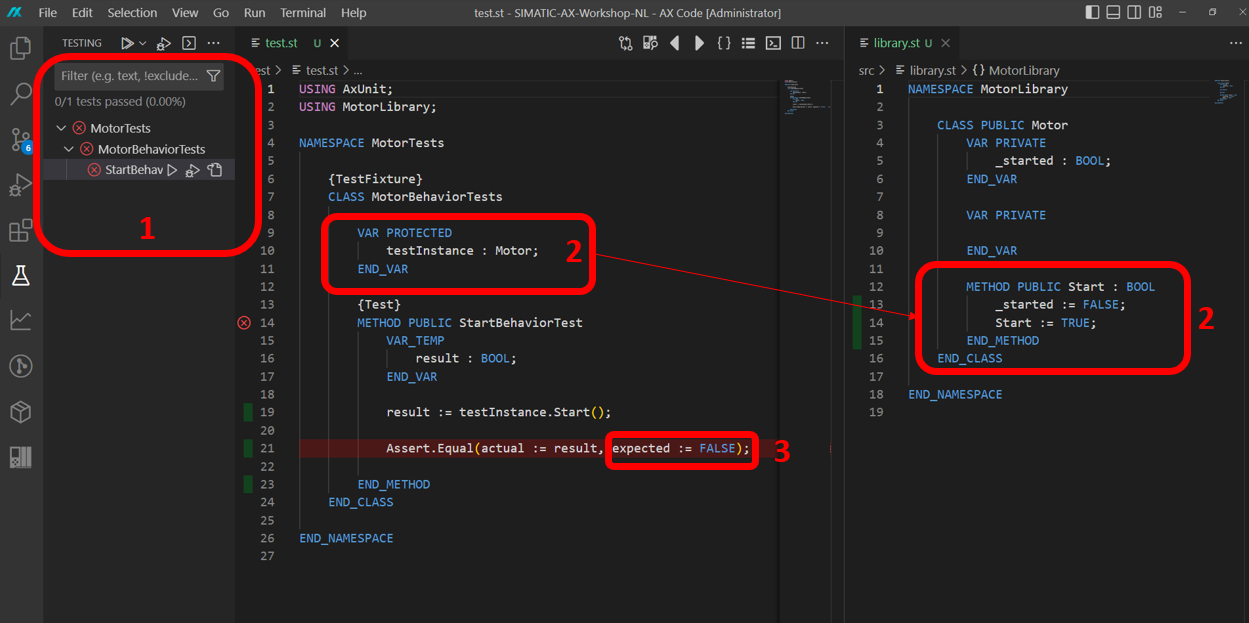 File Edit Selection View Go Run Terminal Help test.st - SIMATIC-AX-Workshop-NL - AX Code [Administrator]
TESTING
Filter (e.g. text, !exclude...
0/1 tests passed (0.00%)
MotorTests
MotorBehaviorTests
StartBehav
1
6
test.st U
est > test.st > ...
1 USING AxUnit;
2 USING MotorLibrary;
3
4 NAMESPACE MotorTests
5
6 {TestFixture}
7 CLASS MotorBehaviorTests
8
9 VAR PROTECTED
10 testInstance : Motor;
11 END_VAR
2
12
13 {Test}
14 METHOD PUBLIC StartBehaviorTest
15 VAR_TEMP
16 result : BOOL;
17 END_VAR
18
19 result := testInstance.Start();
20
21 Assert.Equal(actual := result, expected := FALSE);
3
22
23 END_METHOD
24 END_CLASS
25
26 END_NAMESPACE
27
library.st U
src > library.st > {} MotorLibrary
1 NAMESPACE MotorLibrary
2
3 CLASS PUBLIC Motor
4 VAR PRIVATE
5 _started : BOOL;
6 END_VAR
7
8 VAR PRIVATE
9
10 END_VAR
11
12 METHOD PUBLIC Start : BOOL
13 _started := FALSE;
14 Start := TRUE;
2
15 END_METHOD
16 END_CLASS
17
18 END_NAMESPACE
19